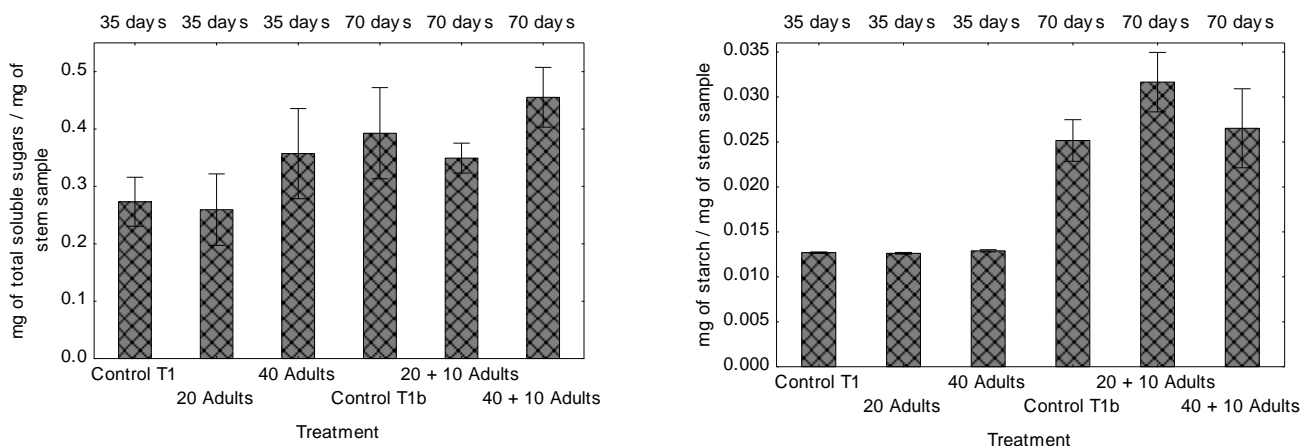 35 days 35 days 35 days 70 days 70 days 70 days
0.5
0.4
0.3
0.2
0.1
0.0
mg of total soluble sugars / mg of
stem sample
Control T1 40 Adults 20 + 10 Adults
20 Adults Control T1b 40 + 10 Adults
Treatment
35 days 35 days 35 days 70 days 70 days 70 days
0.035
0.030
0.025
0.020
0.015
0.010
0.005
0.000
mg of starch / mg of stem sample
Control T1 40 Adults 20 + 10 Adults
20 Adults Control T1b 40 + 10 Adults
Treatment